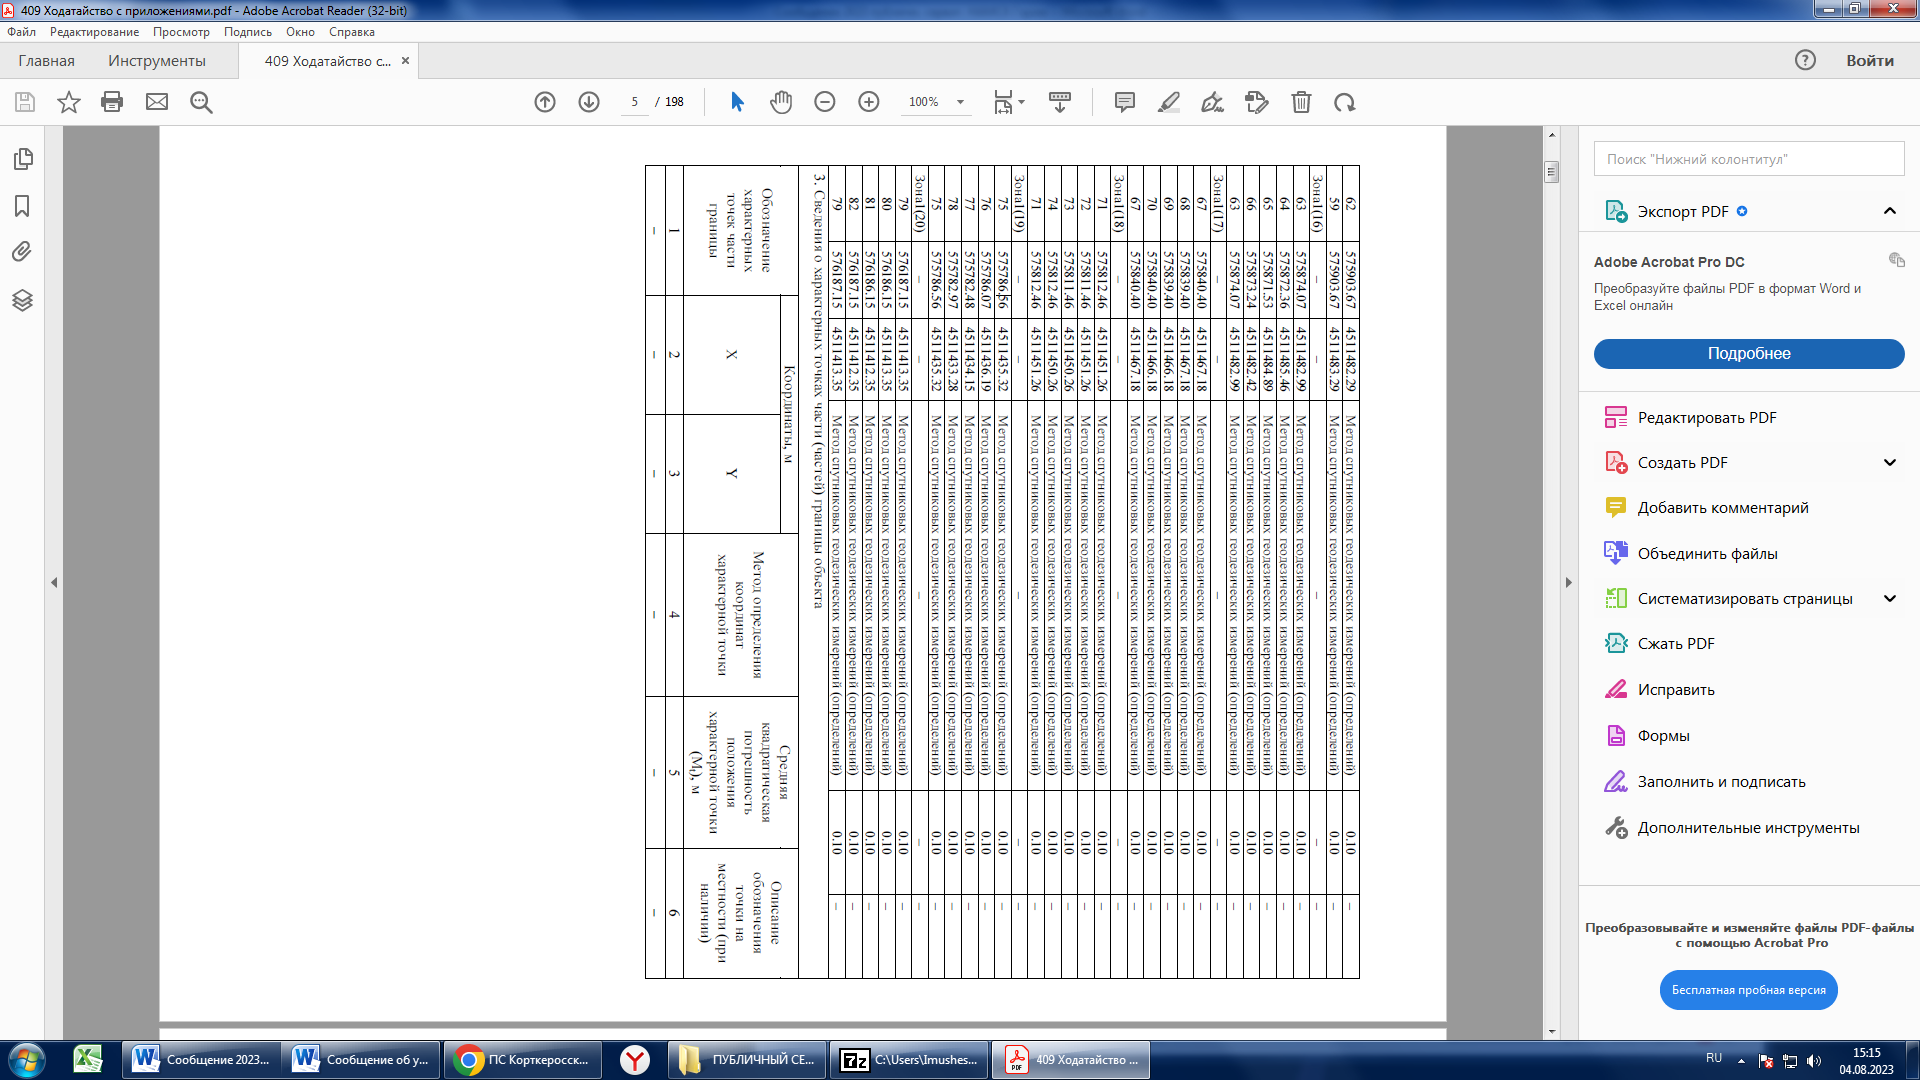 409 Ходатайство с приложениями.pdf - Adobe Acrobat Reader (32-bit)
Файл Редактирование Просмотр Подпись Окно Справка
Главная Инструменты 409 Ходатайство с... × Войти
5 / 198 100%
62 575903.67 4511482.29 Метод спутниковых геодезических измерений (определений) 0.10 –
59 575903.67 4511483.29 Метод спутниковых геодезических измерений (определений) 0.10 –
Зона1(16) – – – – –
63 575874.07 4511482.99 Метод спутниковых геодезических измерений (определений) 0.10 –
64 575872.36 4511485.46 Метод спутниковых геодезических измерений (определений) 0.10 –
65 575871.53 4511484.89 Метод спутниковых геодезических измерений (определений) 0.10 –
66 575873.24 4511482.42 Метод спутниковых геодезических измерений (определений) 0.10 –
63 575874.07 4511482.99 Метод спутниковых геодезических измерений (определений) 0.10 –
Зона1(17) – – – – –
67 575840.40 4511467.18 Метод спутниковых геодезических измерений (определений) 0.10 –
68 575839.40 4511467.18 Метод спутниковых геодезических измерений (определений) 0.10 –
69 575839.40 4511466.18 Метод спутниковых геодезических измерений (определений) 0.10 –
70 575840.40 4511466.18 Метод спутниковых геодезических измерений (определений) 0.10 –
67 575840.40 4511467.18 Метод спутниковых геодезических измерений (определений) 0.10 –
Зона1(18) – – – – –
71 575812.46 4511451.26 Метод спутниковых геодезических измерений (определений) 0.10 –
72 575811.46 4511451.26 Метод спутниковых геодезических измерений (определений) 0.10 –
73 575811.46 4511450.26 Метод спутниковых геодезических измерений (определений) 0.10 –
74 575812.46 4511450.26 Метод спутниковых геодезических измерений (определений) 0.10 –
71 575812.46 4511451.26 Метод спутниковых геодезических измерений (определений) 0.10 –
Зона1(19) – – – – –
75 575786.56 4511435.32 Метод спутниковых геодезических измерений (определений) 0.10 –
76 575786.07 4511436.19 Метод спутниковых геодезических измерений (определений) 0.10 –
77 575782.48 4511434.15 Метод спутниковых геодезических измерений (определений) 0.10 –
78 575782.97 4511433.28 Метод спутниковых геодезических измерений (определений) 0.10 –
75 575786.56 4511435.32 Метод спутниковых геодезических измерений (определений) 0.10 –
Зона1(20) – – – – –
79 576187.15 4511413.35 Метод спутниковых геодезических измерений (определений) 0.10 –
80 576186.15 4511413.35 Метод спутниковых геодезических измерений (определений) 0.10 –
81 576186.15 4511412.35 Метод спутниковых геодезических измерений (определений) 0.10 –
82 576187.15 4511412.35 Метод спутниковых геодезических измерений (определений) 0.10 –
79 576187.15 4511413.35 Метод спутниковых геодезических измерений (определений) 0.10 –
3. Сведения о характерных точках части (частей) границы объекта
Обозначение
характерных
точек части
границы
Координаты, м
X
Y
Метод определения
координат
характерной точки
Средняя
квадратическая
погрешность
положения
характерной точки
(Mt), м
Описание
обозначения
точки на
местности (при
наличии)
1 2 3 4 5 6
– – – – – –
Поиск "Нижний колонтитул"
Экспорт PDF
Adobe Acrobat Pro DC
Преобразуйте файлы PDF в формат Word и
Excel онлайн
Подробнее
Редактировать PDF
Создать PDF
Добавить комментарий
Объединить файлы
Систематизировать страницы
Сжать PDF
Исправить
Формы
Заполнить и подписать
Дополнительные инструменты
Преобразовывайте и изменяйте файлы PDF-файлы
с помощью Acrobat Pro
Бесплатная пробная версия
Сообщение 2023... Сообщение об у... ПС Корткеросск... ПУБЛИЧНЫЙ СЕ... C:\Users\Imushes... 409 Ходатайство ... RU 15:15
04.08.2023